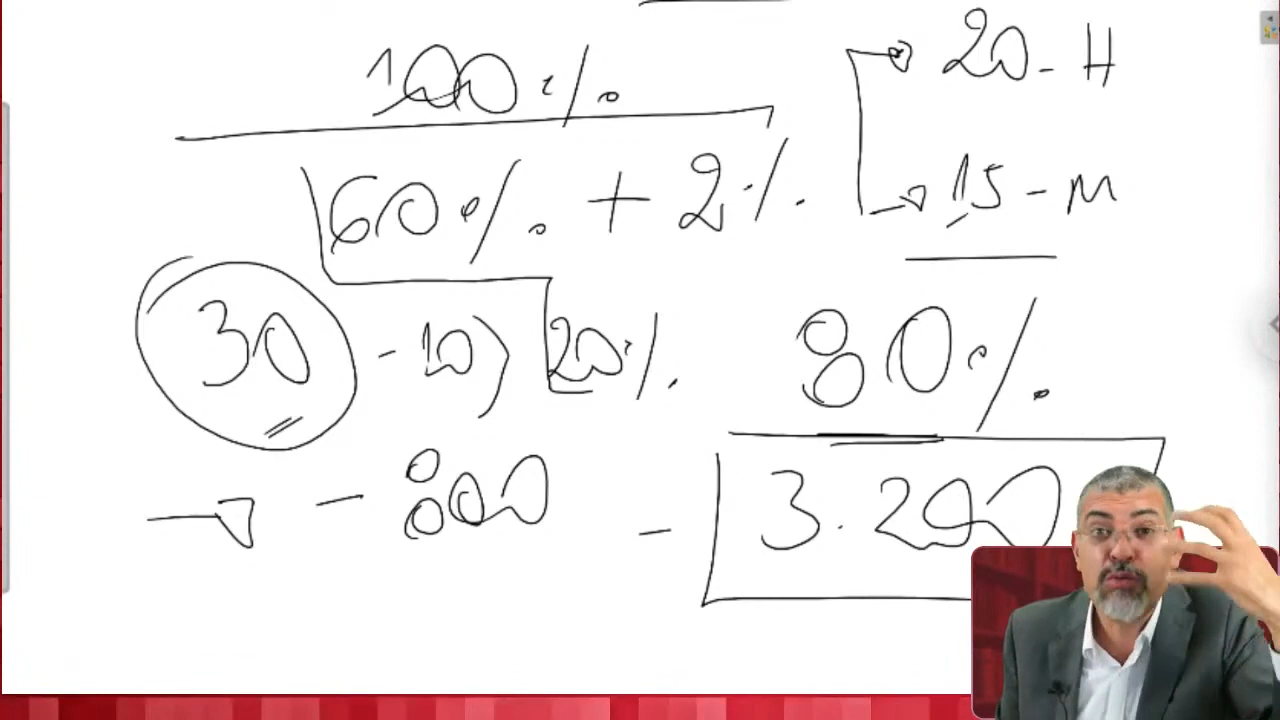 100%
20 - H
60% + 2%
15 - M
30 - 10) 20%
80%
- 800
- 3.200